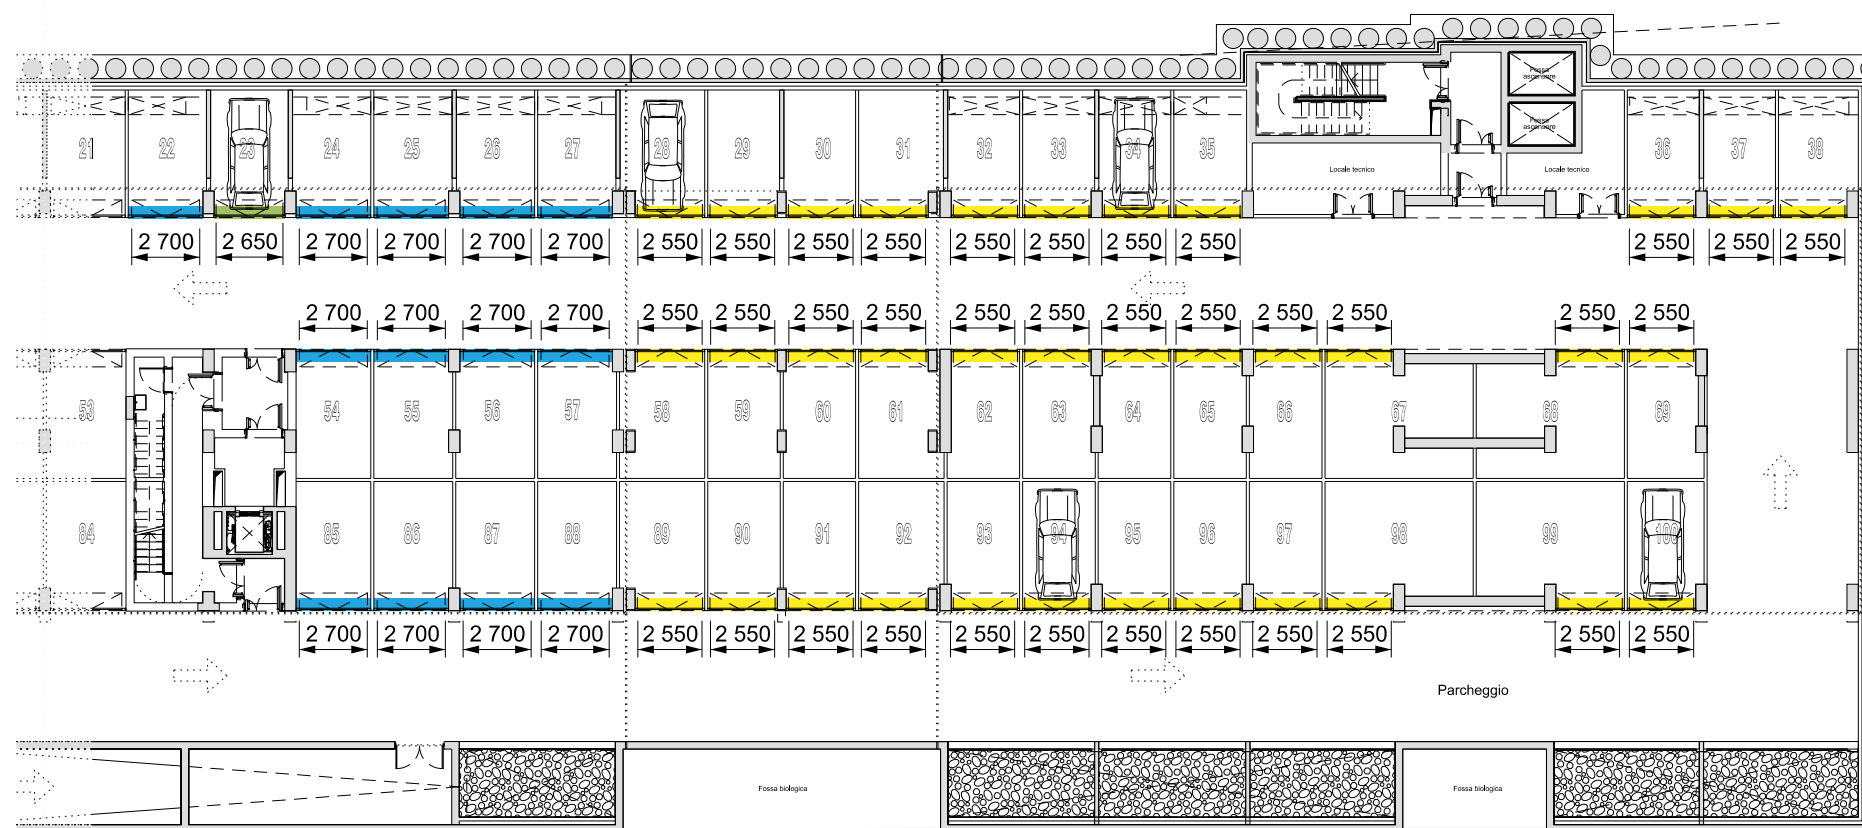 Fossa
ascensore
Fossa
ascensore
21 22 23 24 25 26 27 28 29 30 31 32 33 34 35 36 37 38
Locale tecnico Locale tecnico
2 700 2 650 2 700 2 700 2 700 2 700 2 550 2 550 2 550 2 550 2 550 2 550 2 550 2 550 2 550 2 550 2 550
2 700 2 700 2 700 2 700 2 550 2 550 2 550 2 550 2 550 2 550 2 550 2 550 2 550 2 550 2 550 2 550
53 54 55 56 57 58 59 60 61 62 63 64 65 66 67 68 69
84 85 86 87 88 89 90 91 92 93 94 95 96 97 98 99 100
2 700 2 700 2 700 2 700 2 550 2 550 2 550 2 550 2 550 2 550 2 550 2 550 2 550 2 550 2 550 2 550
Parcheggio
Fossa biologica Fossa biologica